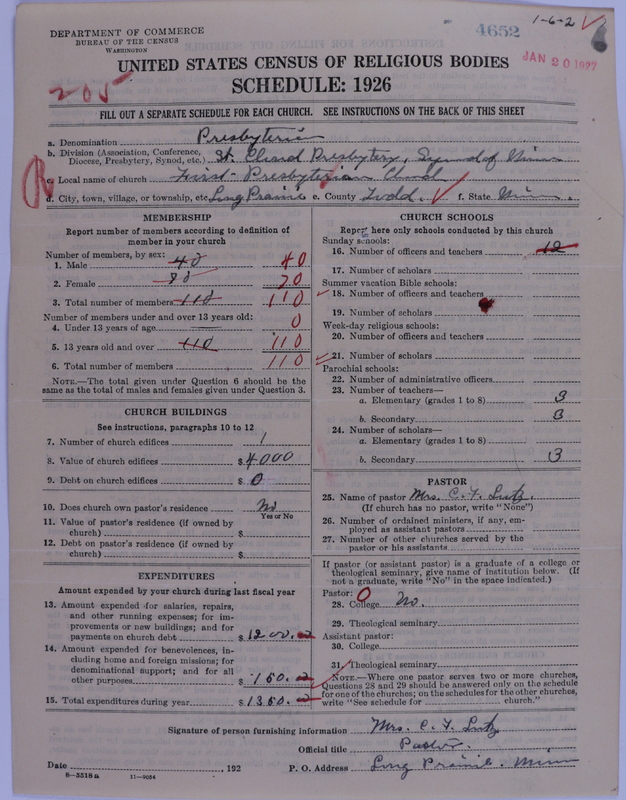 DEPARTMENT OF COMMERCE
BUREAU OF THE CENSUS
WASHINGTON
4652
1-6-2
JAN 20 1927
UNITED STATES CENSUS OF RELIGIOUS BODIES
SCHEDULE: 1926
205
FILL OUT A SEPARATE SCHEDULE FOR EACH CHURCH. SEE INSTRUCTIONS ON THE BACK OF THIS SHEET
a. Denomination Presbyterian
b. Division (Association, Conference, Diocese, Presbytery, Synod, etc.) St. Cloud Presbytery, Synod of Minn
R
c. Local name of church First Presbyterian Church
d. City, town, village, or township, etc. Long Prairie e. County Todd. f. State Minn.
MEMBERSHIP
Report number of members according to definition of
member in your church
Number of members, by sex:
1. Male 40 40
2. Female 70
3. Total number of members 110 110
Number of members under and over 13 years old:
4. Under 13 years of age 0
5. 13 years old and over 110 110
6. Total number of members 110
NOTE.—The total given under Question 6 should be the
same as the total of males and females given under Question 3.
CHURCH BUILDINGS
See instructions, paragraphs 10 to 12
7. Number of church edifices 1
8. Value of church edifices $ 4000
9. Debt on church edifices $ 0
10. Does church own pastor's residence No
Yes or No
11. Value of pastor's residence (if owned by
church) $
12. Debt on pastor's residence (if owned by
church) $
EXPENDITURES
Amount expended by your church during last fiscal year
13. Amount expended for salaries, repairs,
and other running expenses; for im-
provements or new buildings; and for
payments on church debt $ 1200.00
14. Amount expended for benevolences, in-
cluding home and foreign missions; for
denominational support; and for all
other purposes 160.00
15. Total expenditures during year $ 1360.00
CHURCH SCHOOLS
Report here only schools conducted by this church
Sunday schools:
16. Number of officers and teachers 12
17. Number of scholars
Summer vacation Bible schools:
18. Number of officers and teachers
19. Number of scholars
Week-day religious schools:
20. Number of officers and teachers
21. Number of scholars
Parochial schools:
22. Number of administrative officers
23. Number of teachers—
a. Elementary (grades 1 to 8) 3
b. Secondary 3
24. Number of scholars—
a. Elementary (grades 1 to 8)
b. Secondary 3
PASTOR
25. Name of pastor Mrs. C. F. Lutz.
(If church has no pastor, write "None")
26. Number of ordained ministers, if any, em-
ployed as assistant pastors
27. Number of other churches served by the
pastor or his assistants
If pastor (or assistant pastor) is a graduate of a college or
theological seminary, give name of institution below. (If
not a graduate, write "No" in the space indicated.)
Pastor: 0
28. College No.
29. Theological seminary
Assistant pastor:
30. College
31. Theological seminary
NOTE.—Where one pastor serves two or more churches,
Questions 28 and 29 should be answered only on the schedule
for one of the churches; on the schedules for the other churches,
write "See schedule for church."
Signature of person furnishing information Mrs. C. F. Lutz
Official title Pastor.
Date , 192 P. O. Address Long Prairie. Minn
8—5518a 11—9054